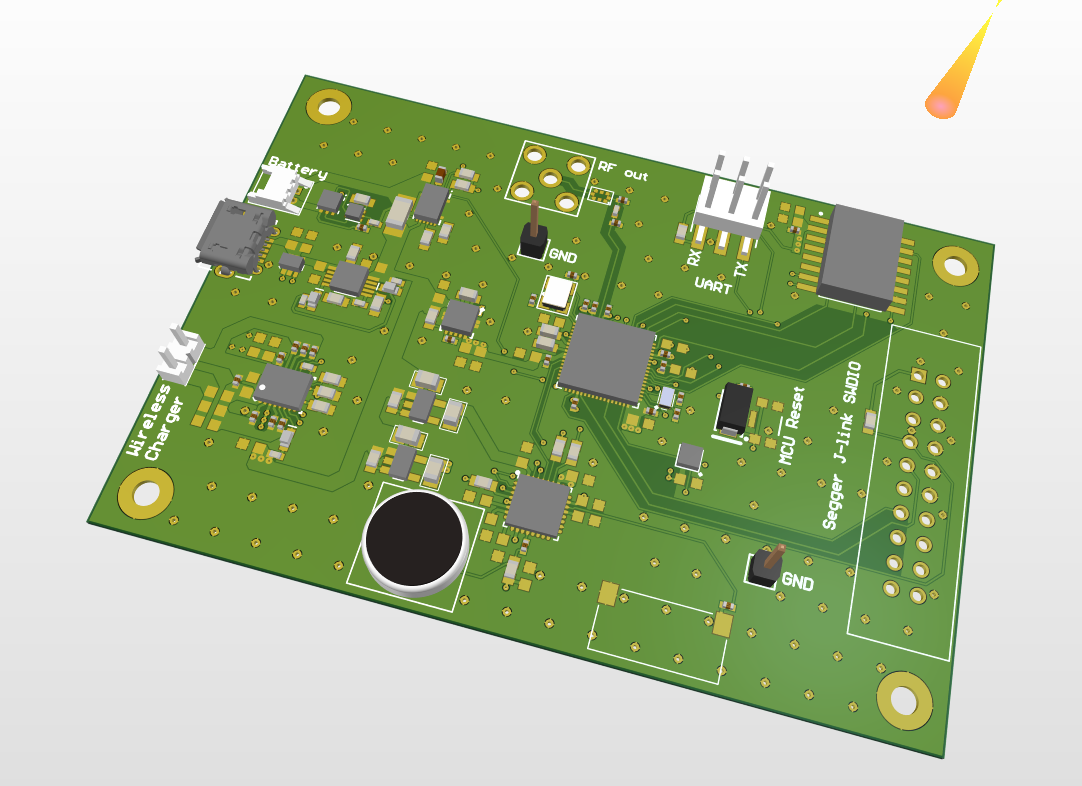 Battery
RF out
GND
RX
TX
UART
Wireless
Charger
MCU Reset
Segger J-link SWDIO
GND